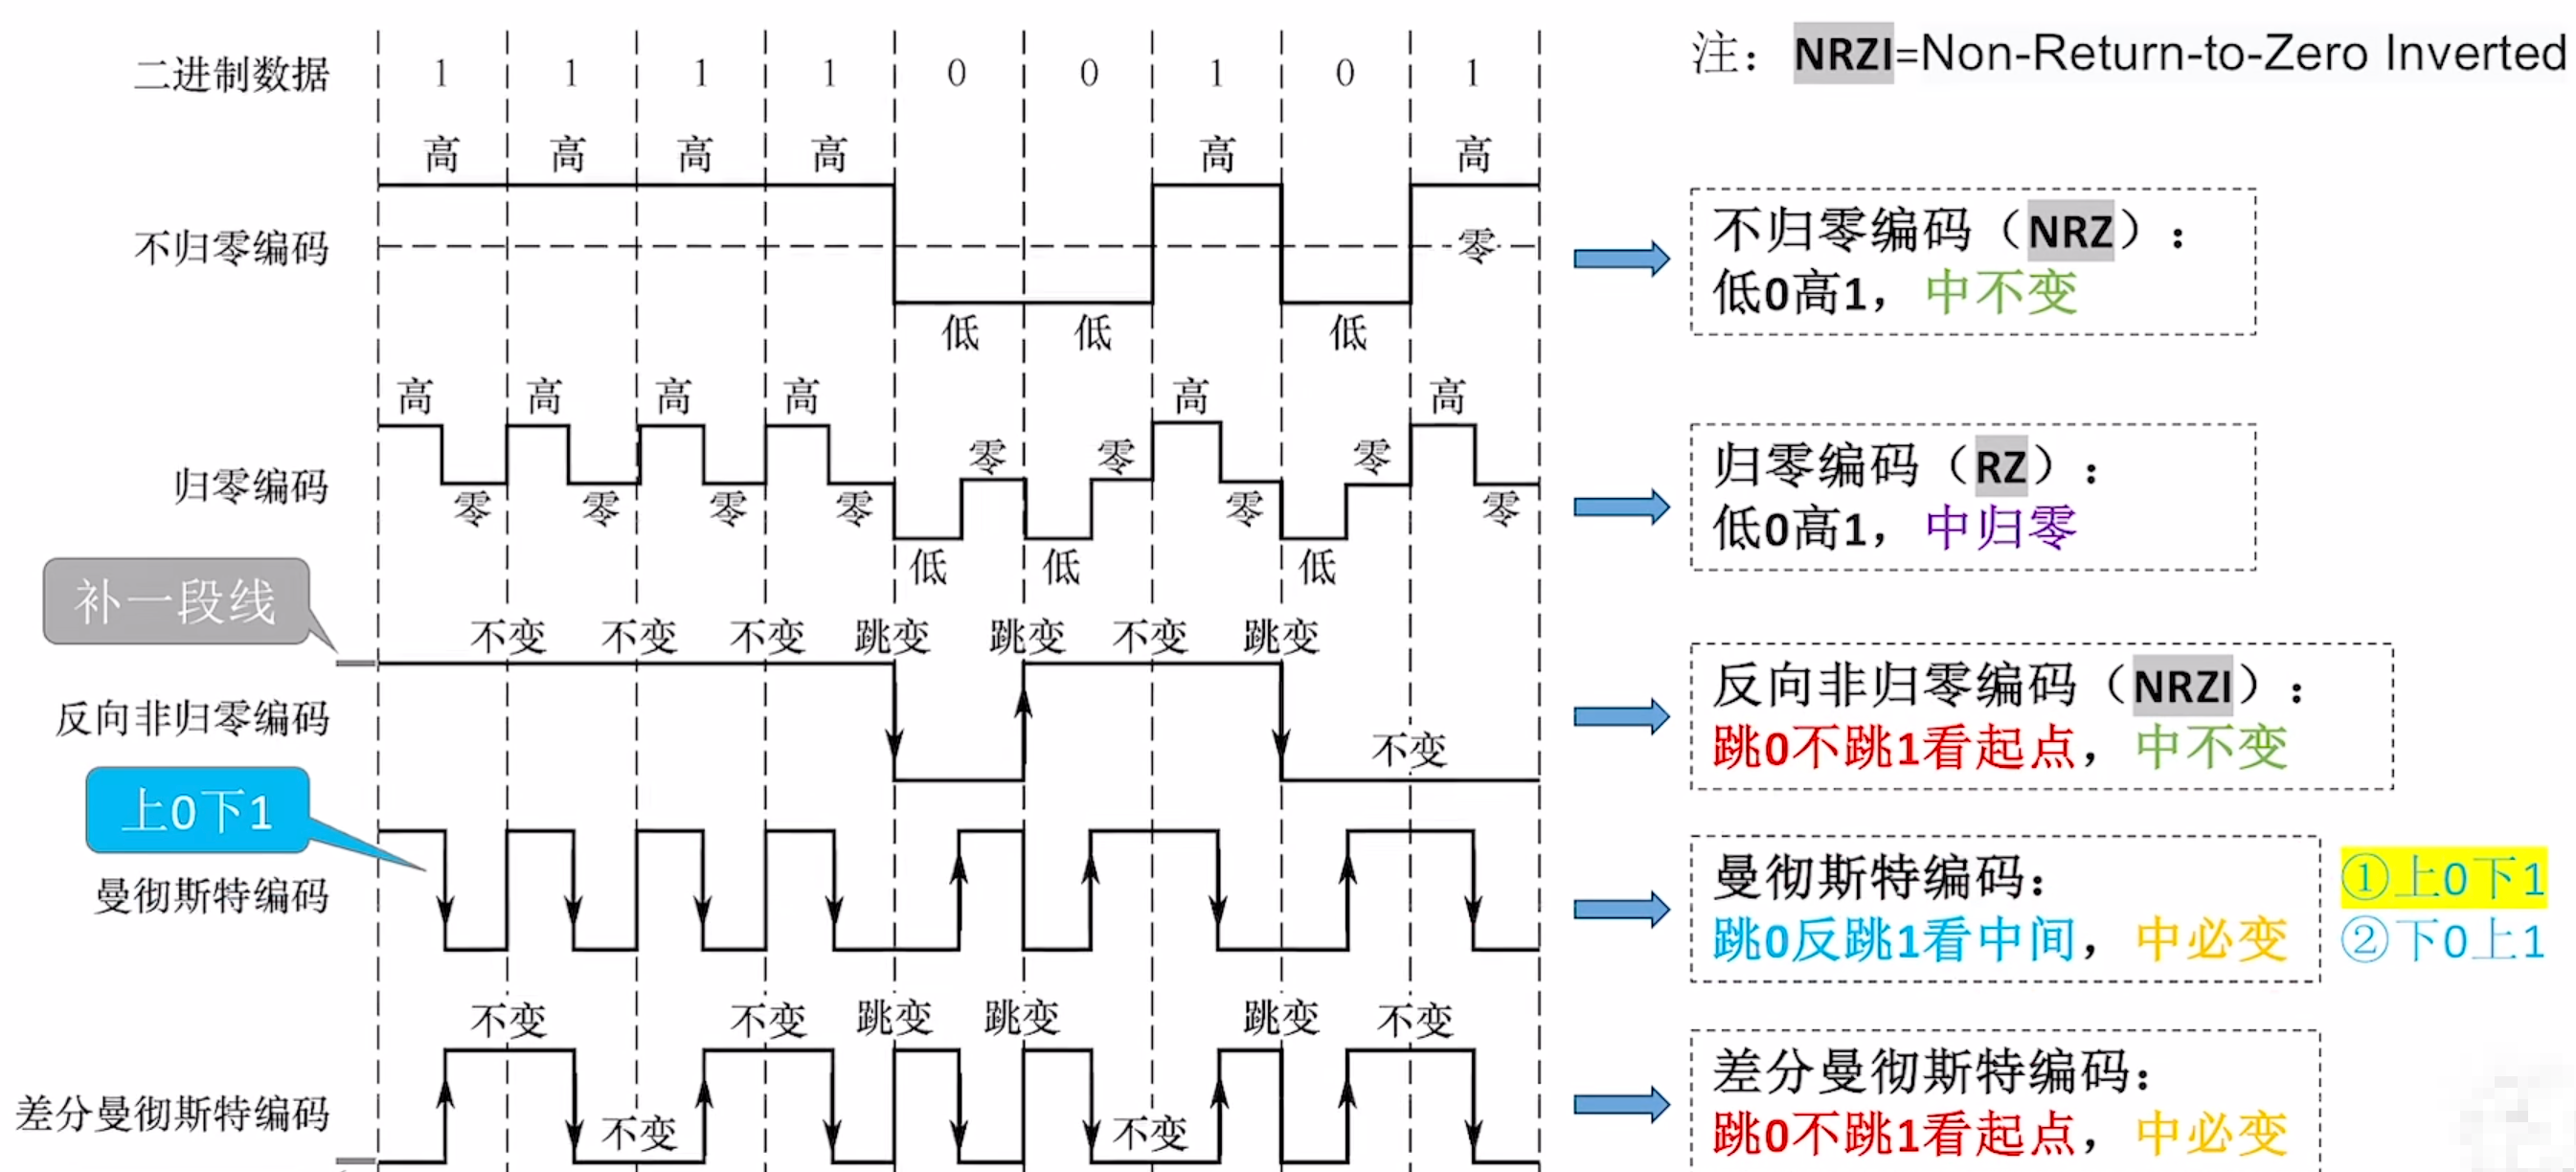 二进制数据 1 1 1 1 0 0 1 0 1
注：NRZI=Non-Return-to-Zero Inverted
高 高 高 高 高 高
不归零编码
零
低 低 低
不归零编码（NRZ）：
低0高1，中不变
高 高 高 高 高 高
零 零 零
归零编码
零 零 零 零 零 零
低 低 低
归零编码（RZ）：
低0高1，中归零
补一段线
不变 不变 不变 跳变 跳变 不变 跳变
反向非归零编码
不变
反向非归零编码（NRZI）：
跳0不跳1看起点，中不变
上0下1
曼彻斯特编码
曼彻斯特编码：
跳0反跳1看中间，中必变
①上0下1
②下0上1
不变 不变 跳变 跳变 跳变 不变
差分曼彻斯特编码
不变 不变
差分曼彻斯特编码：
跳0不跳1看起点，中必变